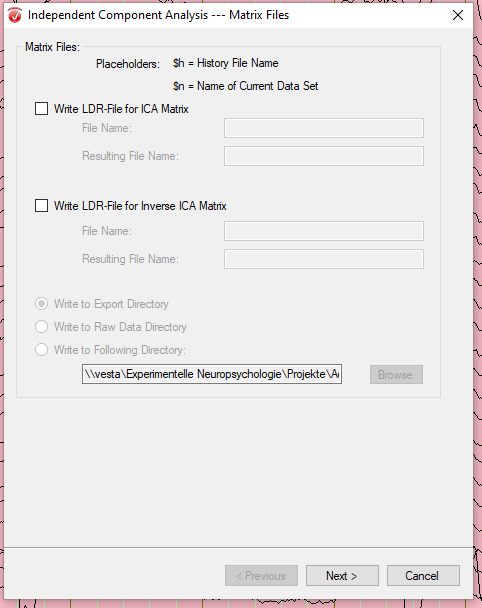 Independent Component Analysis --- Matrix Files
Matrix Files:
Placeholders: $h = History File Name
$n = Name of Current Data Set
Write LDR-File for ICA Matrix
File Name:
Resulting File Name:
Write LDR-File for Inverse ICA Matrix
File Name:
Resulting File Name:
Write to Export Directory
Write to Raw Data Directory
Write to Following Directory:
\\vesta\Experimentelle Neuropsychologie\Projekte\A
Browse
< Previous Next > Cancel